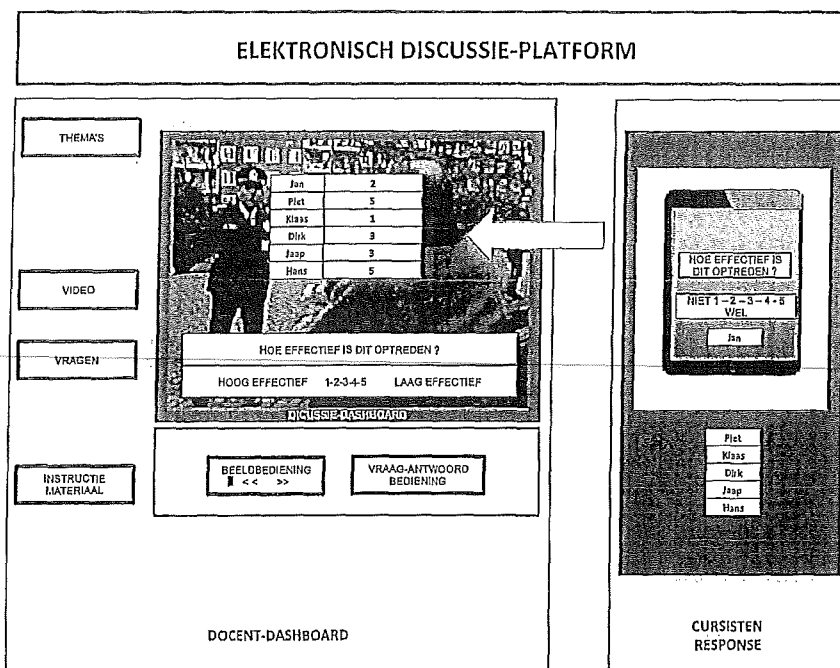 ELEKTRONISCH DISCUSSIE-PLATFORM
THEMA'S
VIDEO
VRAGEN
INSTRUCTIE
MATERIAAL
Jan 2
Piet 5
Klaas 1
Dirk 3
Jaap 3
Hans 5
HOE EFFECTIEF IS DIT OPTREDEN ?
HOOG EFFECTIEF 1-2-3-4-5 LAAG EFFECTIEF
DICUSSIE-DASHBOARD
BEELDBEDIENING
<< >>
VRAAG-ANTWOORD
BEDIENING
DOCENT-DASHBOARD
HOE EFFECTIEF IS
DIT OPTREDEN ?
NIET 1 – 2 – 3 – 4 - 5
WEL
Jan
Piet
Klaas
Dirk
Jaap
Hans
CURSISTEN
RESPONSE